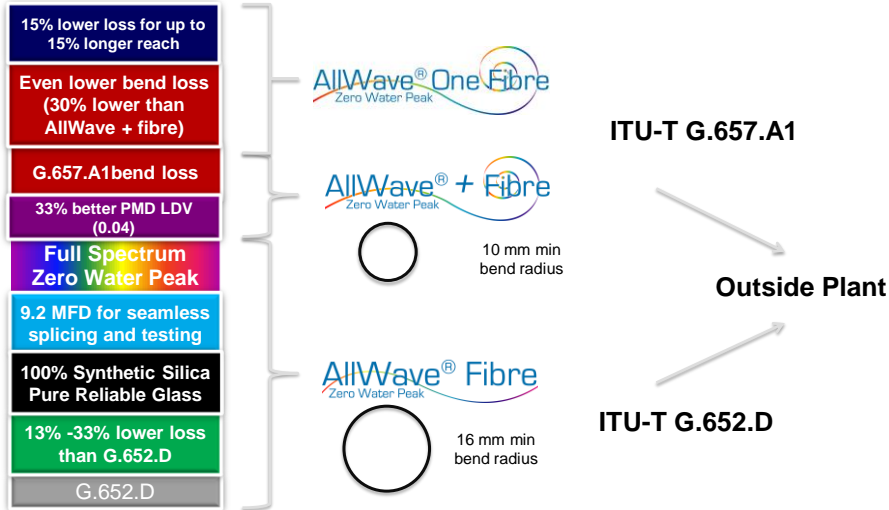 15% lower loss for up to
15% longer reach
Even lower bend loss
(30% lower than
AllWave + fibre)
G.657.A1bend loss
33% better PMD LDV
(0.04)
Full Spectrum
Zero Water Peak
9.2 MFD for seamless
splicing and testing
100% Synthetic Silica
Pure Reliable Glass
13% -33% lower loss
than G.652.D
G.652.D
AllWave® One Fibre
Zero Water Peak
AllWave® + Fibre
Zero Water Peak
10 mm min
bend radius
AllWave® Fibre
Zero Water Peak
16 mm min
bend radius
ITU-T G.657.A1
Outside Plant
ITU-T G.652.D